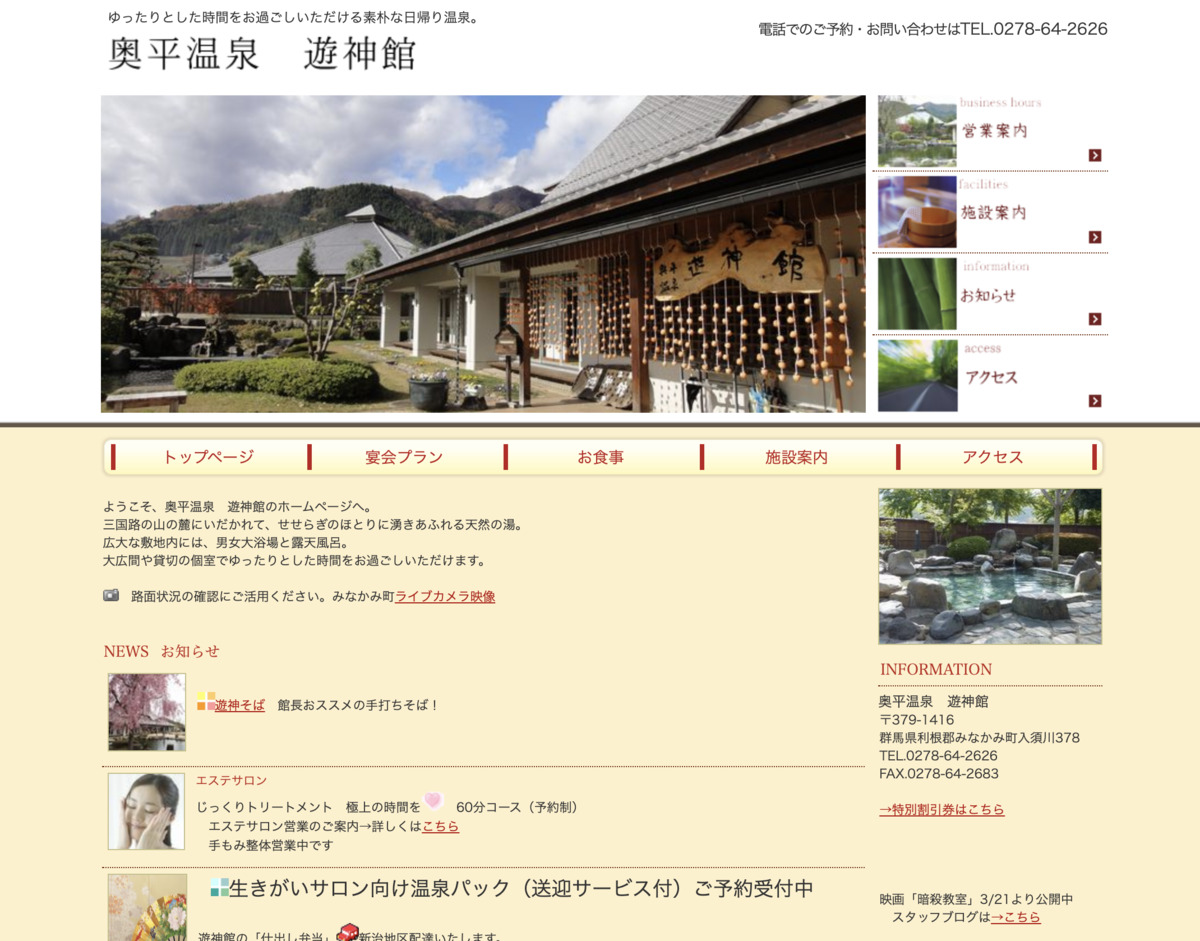 ゆったりとした時間をお過ごしいただける素朴な日帰り温泉。
奥平温泉　遊神館
電話でのご予約・お問い合わせはTEL.0278-64-2626
奥平
温泉
遊神館
business hours
営業案内
facilities
施設案内
information
お知らせ
access
アクセス
トップページ
宴会プラン
お食事
施設案内
アクセス
ようこそ、奥平温泉　遊神館のホームページへ。
三国路の山の麓にいだかれて、せせらぎのほとりに湧きあふれる天然の湯。
広大な敷地内には、男女大浴場と露天風呂。
大広間や貸切の個室でゆったりとした時間をお過ごしいただけます。
路面状況の確認にご活用ください。みなかみ町ライブカメラ映像
NEWS　お知らせ
遊神そば　館長おススメの手打ちそば！
エステサロン
じっくりトリートメント　極上の時間を　60分コース（予約制）
エステサロン営業のご案内→詳しくはこちら
手もみ整体営業中です
生きがいサロン向け温泉パック（送迎サービス付）ご予約受付中
遊神館の「仕出し弁当」　新治地区配達いたします。
INFORMATION
奥平温泉　遊神館
〒379-1416
群馬県利根郡みなかみ町入須川378
TEL.0278-64-2626
FAX.0278-64-2683
→特別割引券はこちら
映画「暗殺教室」3/21より公開中
スタッフブログは→こちら